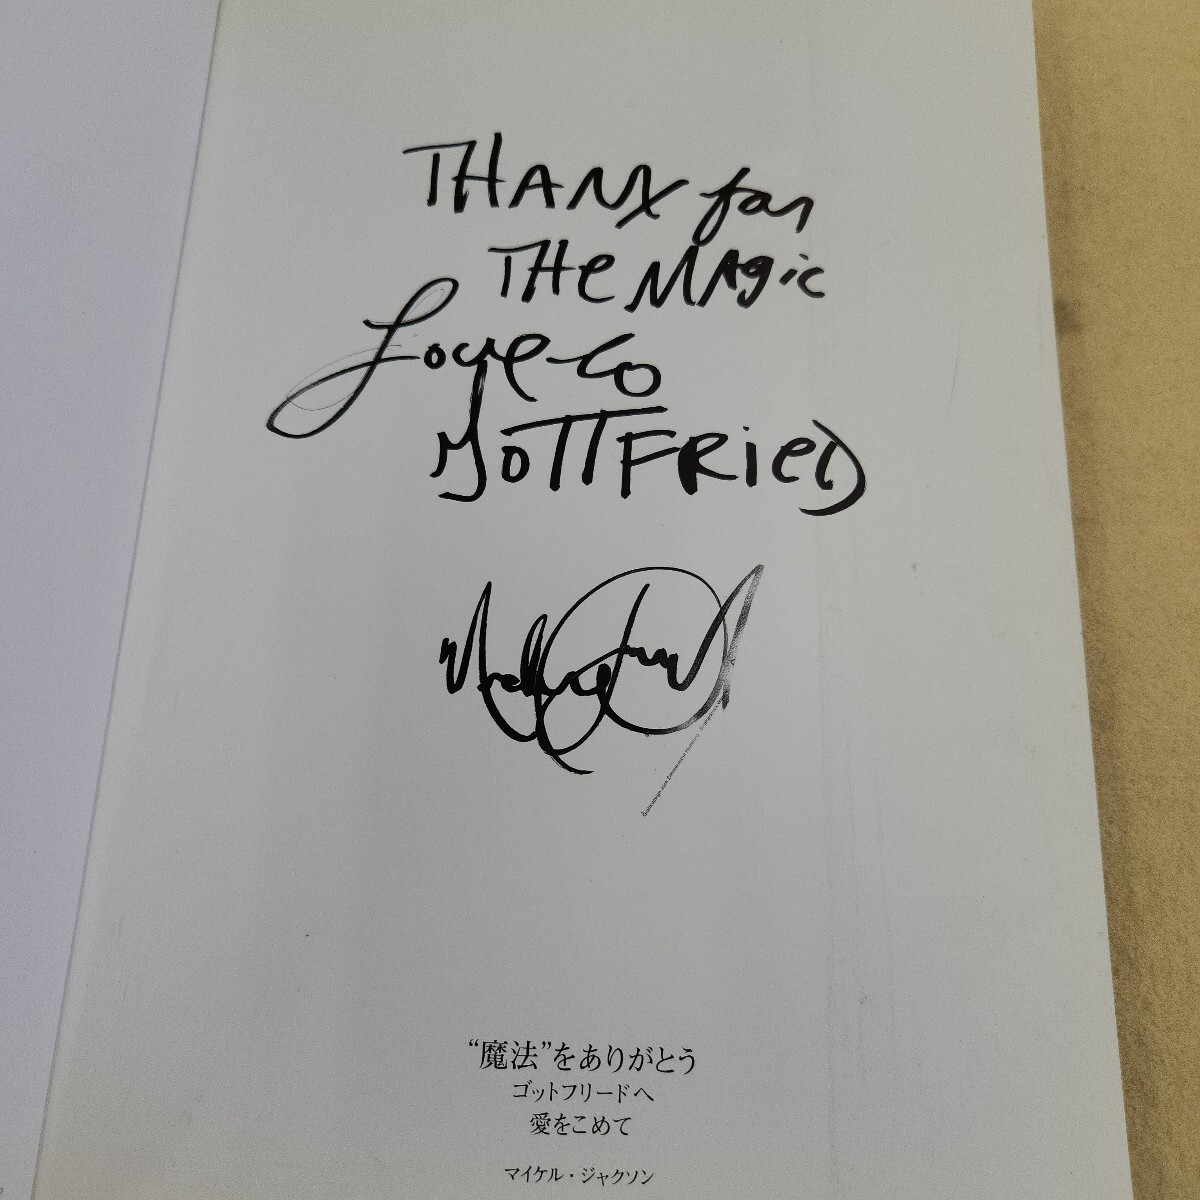 THANX for
THe MAgic
Love to
GOTTFRieD
“魔法”をありがとう
ゴットフリードへ
愛をこめて
マイケル・ジャクソン